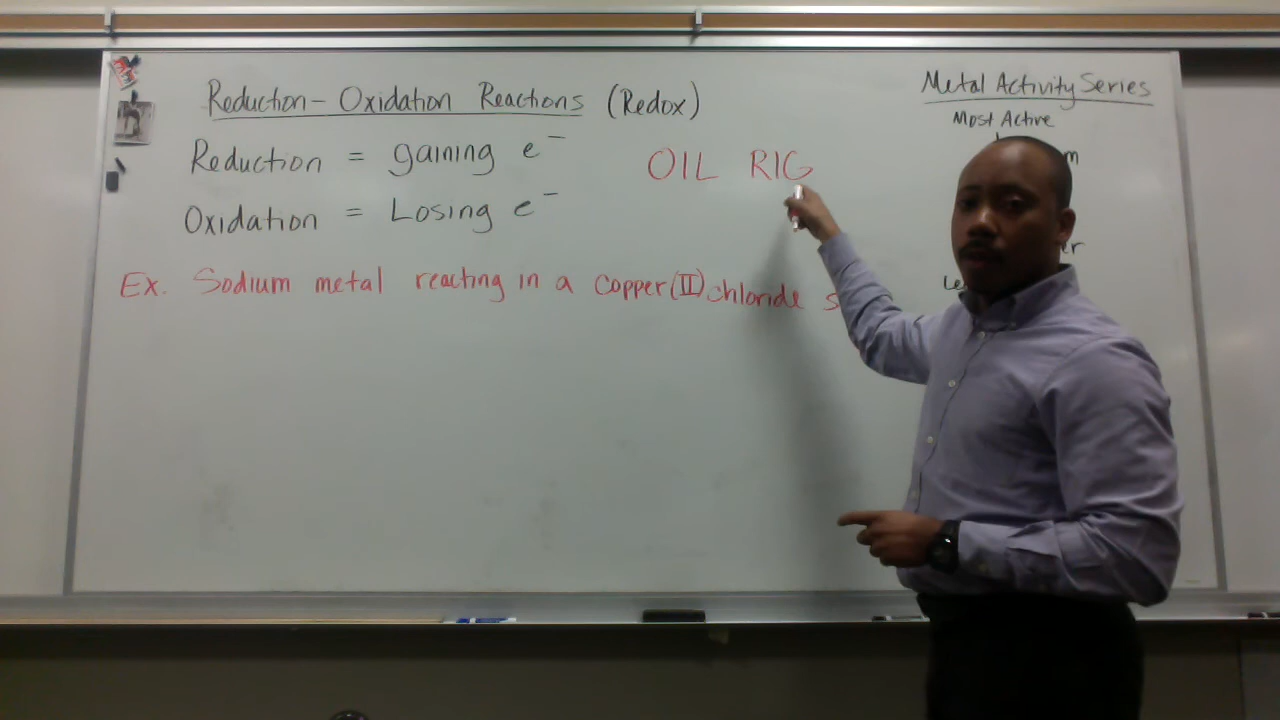 Reduction - Oxidation Reactions (Redox)
Reduction = gaining e⁻
Oxidation = Losing e⁻
OIL RIG
Ex. Sodium metal reacting in a copper(II) chloride
Metal Activity Series
Most Active